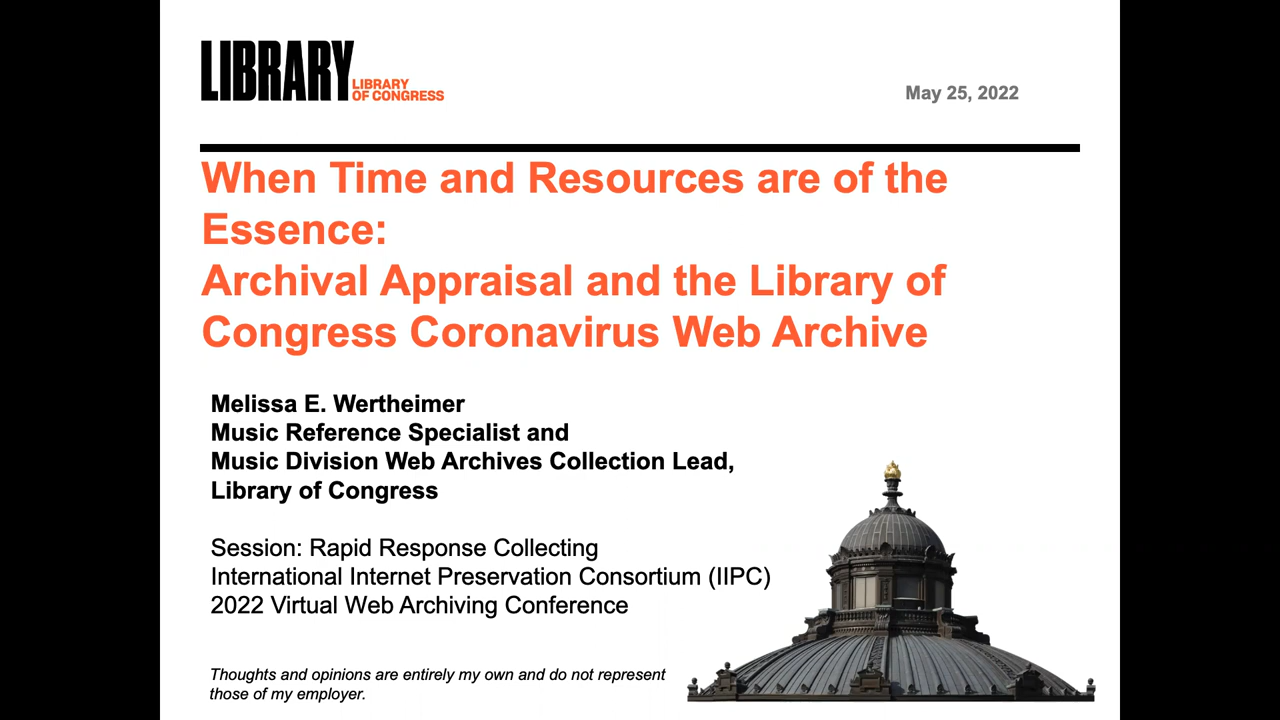 LIBRARY
LIBRARY
OF CONGRESS
May 25, 2022
When Time and Resources are of the
Essence:
Archival Appraisal and the Library of
Congress Coronavirus Web Archive
Melissa E. Wertheimer
Music Reference Specialist and
Music Division Web Archives Collection Lead,
Library of Congress
Session: Rapid Response Collecting
International Internet Preservation Consortium (IIPC)
2022 Virtual Web Archiving Conference
Thoughts and opinions are entirely my own and do not represent
those of my employer.